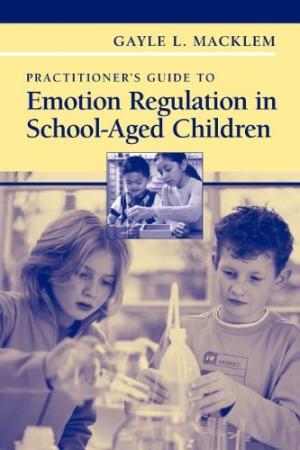 GAYLE L. MACKLEM
PRACTITIONER'S GUIDE TO
Emotion Regulation in
School-Aged Children